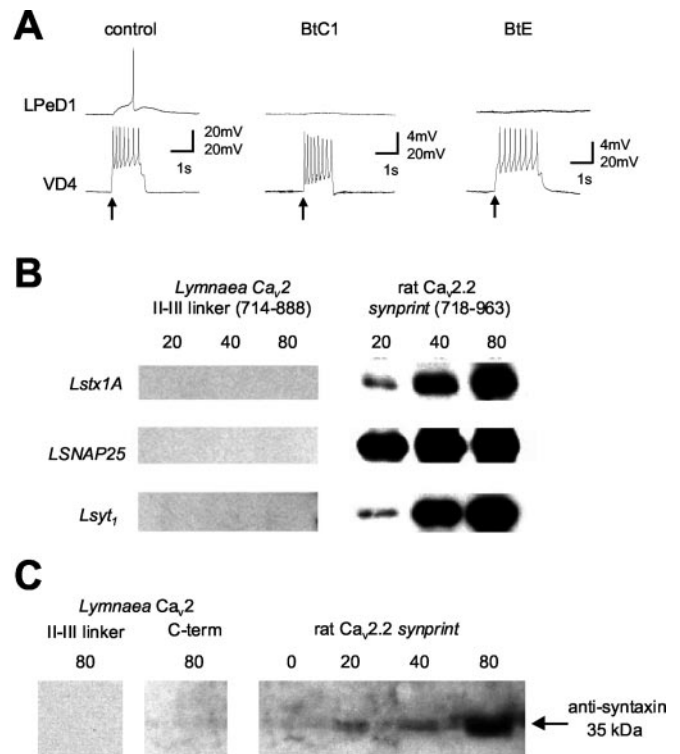 A
control BtC1 BtE
LPeD1
20mV 4mV 4mV
20mV 20mV 20mV
1s 1s 1s
VD4
B
Lymnaea Cav2 rat Cav2.2
II-III linker (714-888) synprint (718-963)
20 40 80 20 40 80
Lstx1A
LSNAP25
Lsyt1
C
Lymnaea Cav2
II-III linker C-term rat Cav2.2 synprint
80 80 0 20 40 80
anti-syntaxin
35 kDa